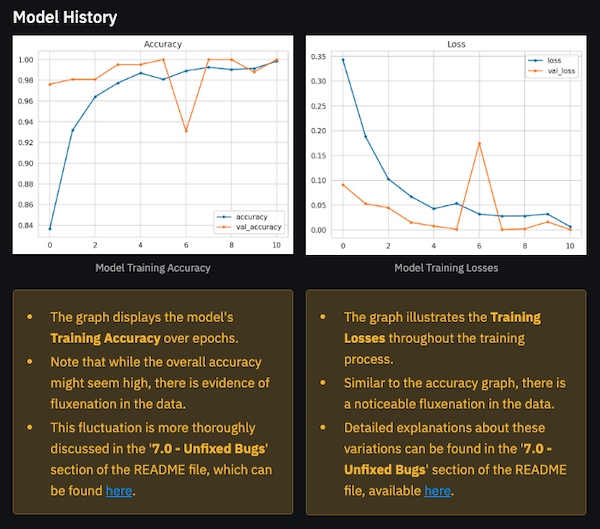 Model History
Accuracy
1.00
0.98
0.96
0.94
0.92
0.90
0.88
0.86
0.84
0 2 4 6 8 10
accuracy
val_accuracy
Model Training Accuracy
Loss
0.35
0.30
0.25
0.20
0.15
0.10
0.05
0.00
0 2 4 6 8 10
loss
val_loss
Model Training Losses
• The graph displays the model's
Training Accuracy over epochs.
• Note that while the overall accuracy
might seem high, there is evidence of
fluxenation in the data.
• This fluctuation is more thoroughly
discussed in the '7.0 - Unfixed Bugs'
section of the README file, which can
be found here.
• The graph illustrates the Training
Losses throughout the training
process.
• Similar to the accuracy graph, there is
a noticeable fluxenation in the data.
• Detailed explanations about these
variations can be found in the '7.0 -
Unfixed Bugs' section of the README
file, available here.